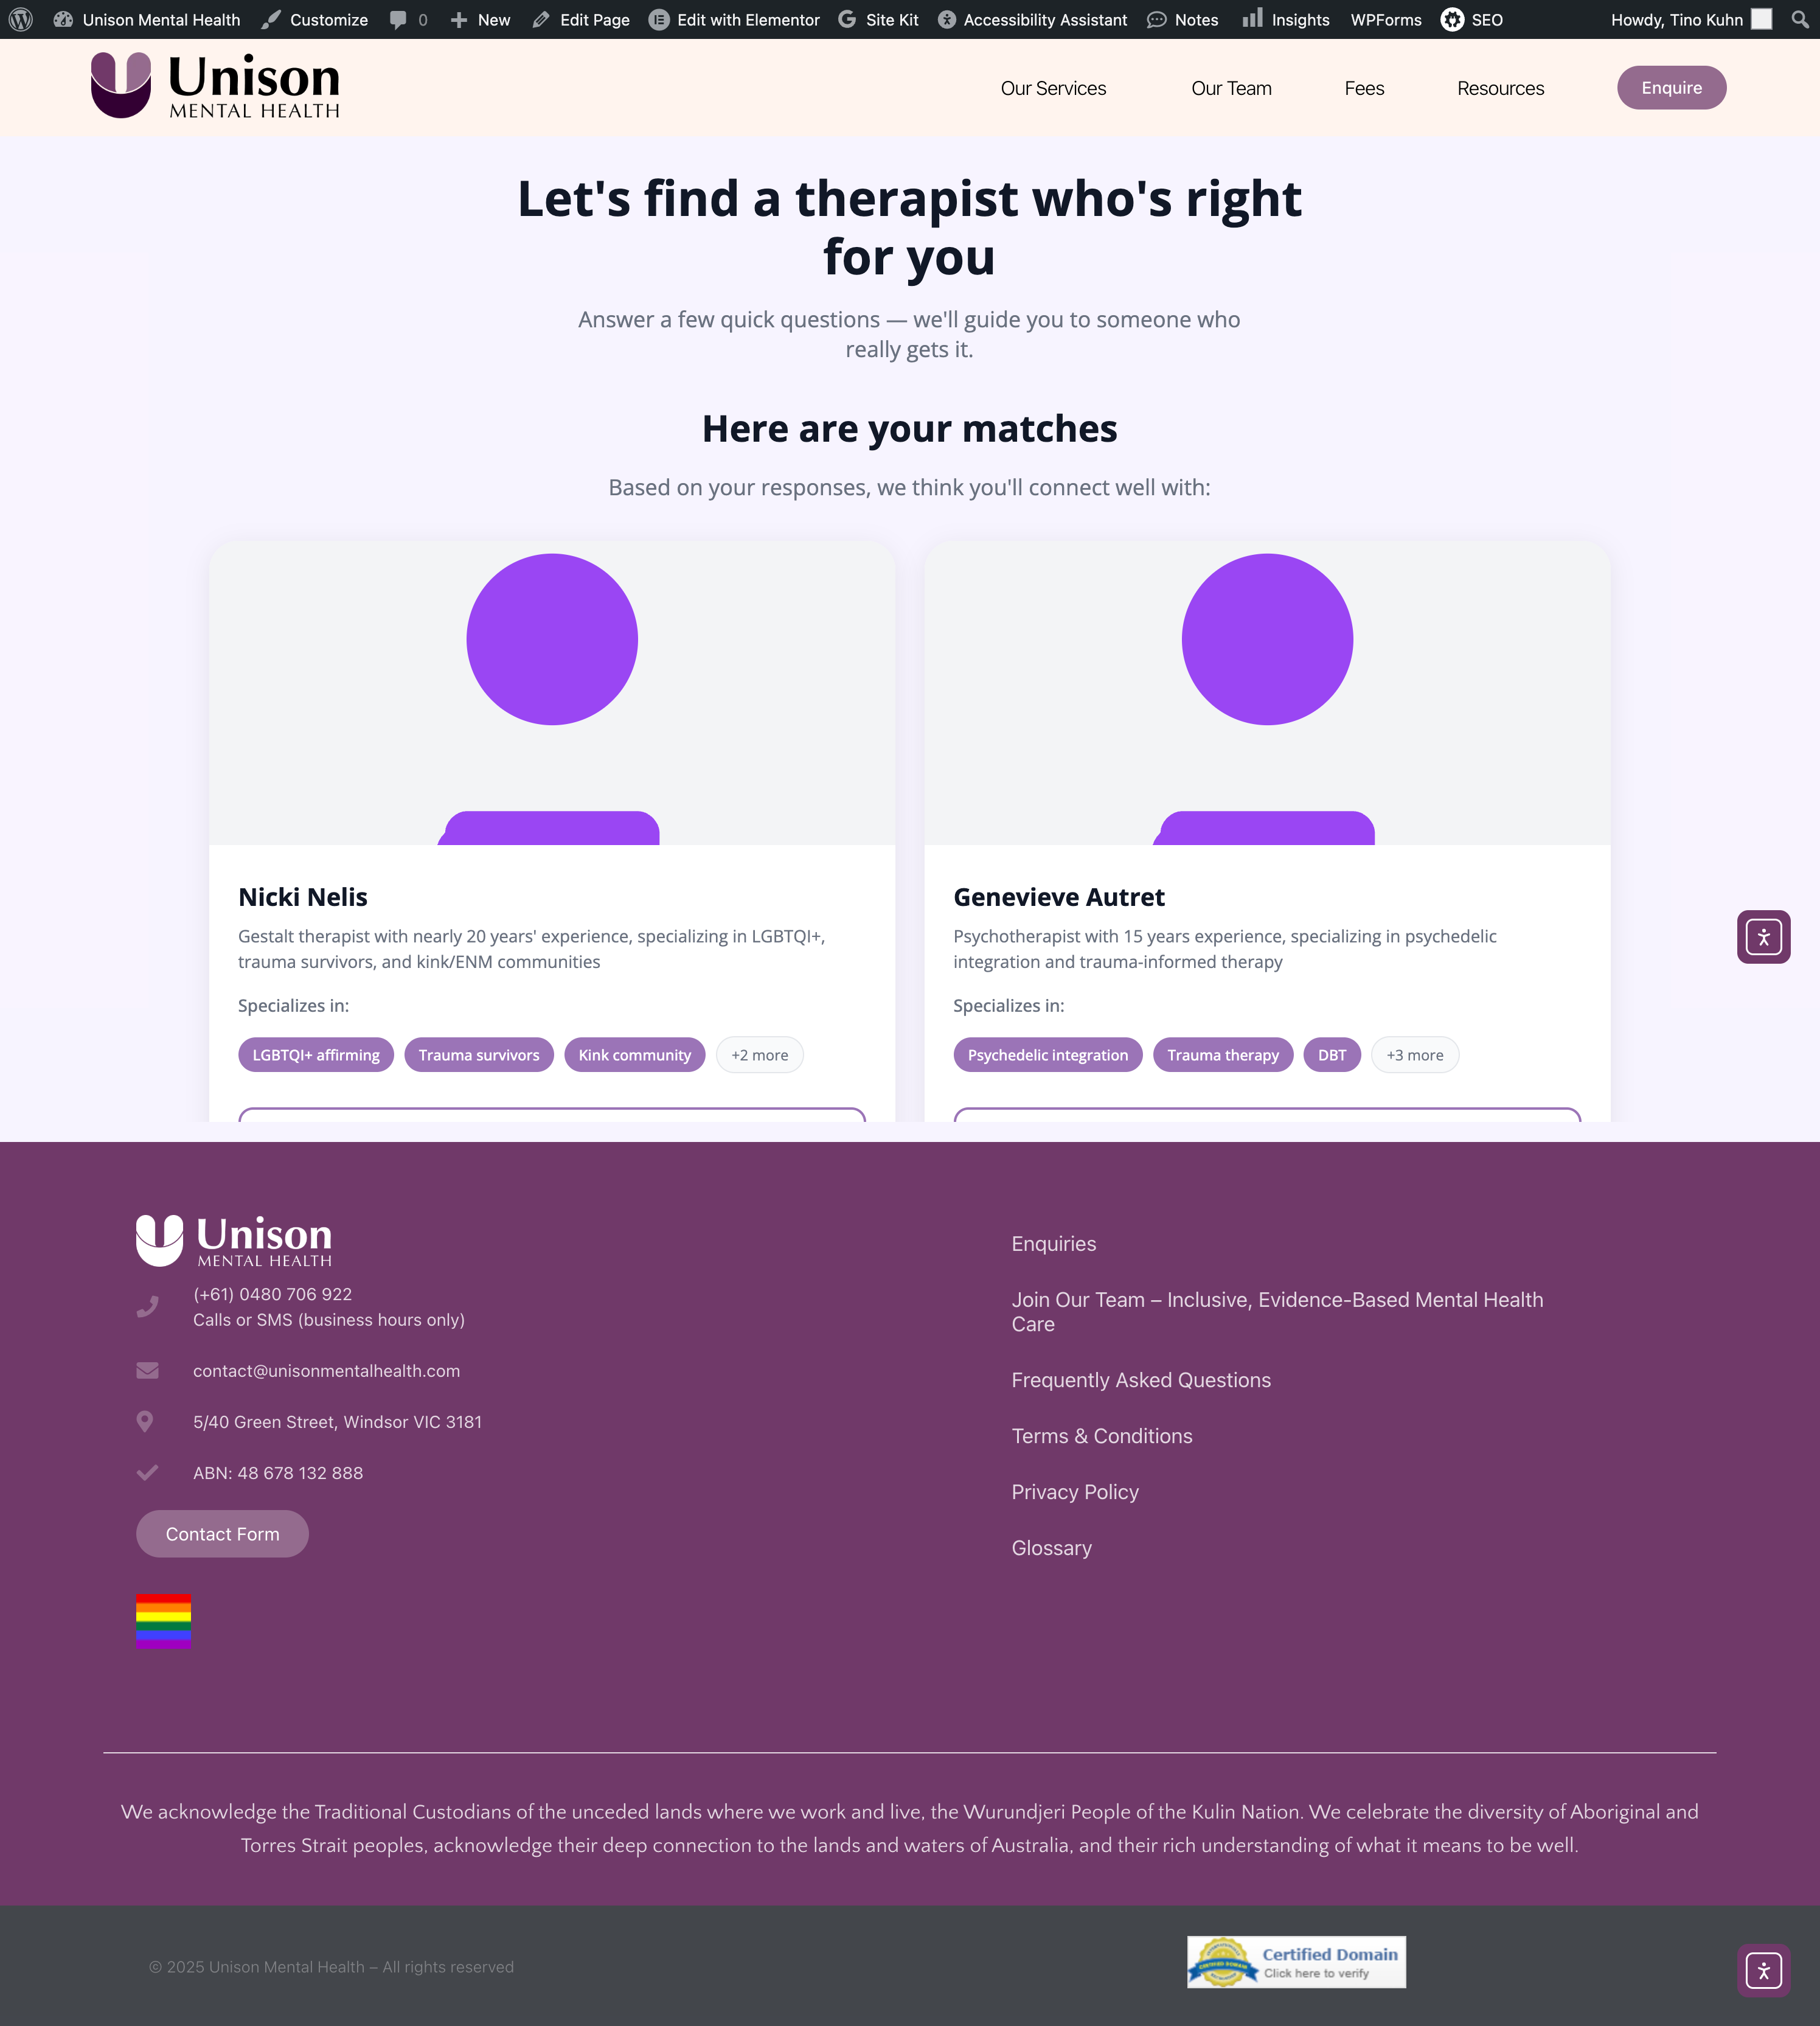 Unison Mental Health Customize 0 New Edit Page Edit with Elementor Site Kit Accessibility Assistant Notes Insights WPForms SEO Howdy, Tino Kuhn
Unison
MENTAL HEALTH
Our Services Our Team Fees Resources Enquire
Let's find a therapist who's right
for you
Answer a few quick questions — we'll guide you to someone who
really gets it.
Here are your matches
Based on your responses, we think you'll connect well with:
Nicki Nelis
Gestalt therapist with nearly 20 years' experience, specializing in LGBTQI+,
trauma survivors, and kink/ENM communities
Specializes in:
LGBTQI+ affirming Trauma survivors Kink community +2 more
Genevieve Autret
Psychotherapist with 15 years experience, specializing in psychedelic
integration and trauma-informed therapy
Specializes in:
Psychedelic integration Trauma therapy DBT +3 more
Unison
MENTAL HEALTH
(+61) 0480 706 922
Calls or SMS (business hours only)
contact@unisonmentalhealth.com
5/40 Green Street, Windsor VIC 3181
ABN: 48 678 132 888
Contact Form
Enquiries
Join Our Team – Inclusive, Evidence-Based Mental Health
Care
Frequently Asked Questions
Terms & Conditions
Privacy Policy
Glossary
We acknowledge the Traditional Custodians of the unceded lands where we work and live, the Wurundjeri People of the Kulin Nation. We celebrate the diversity of Aboriginal and
Torres Strait peoples, acknowledge their deep connection to the lands and waters of Australia, and their rich understanding of what it means to be well.
© 2025 Unison Mental Health – All rights reserved
Certified Domain
Click here to verify